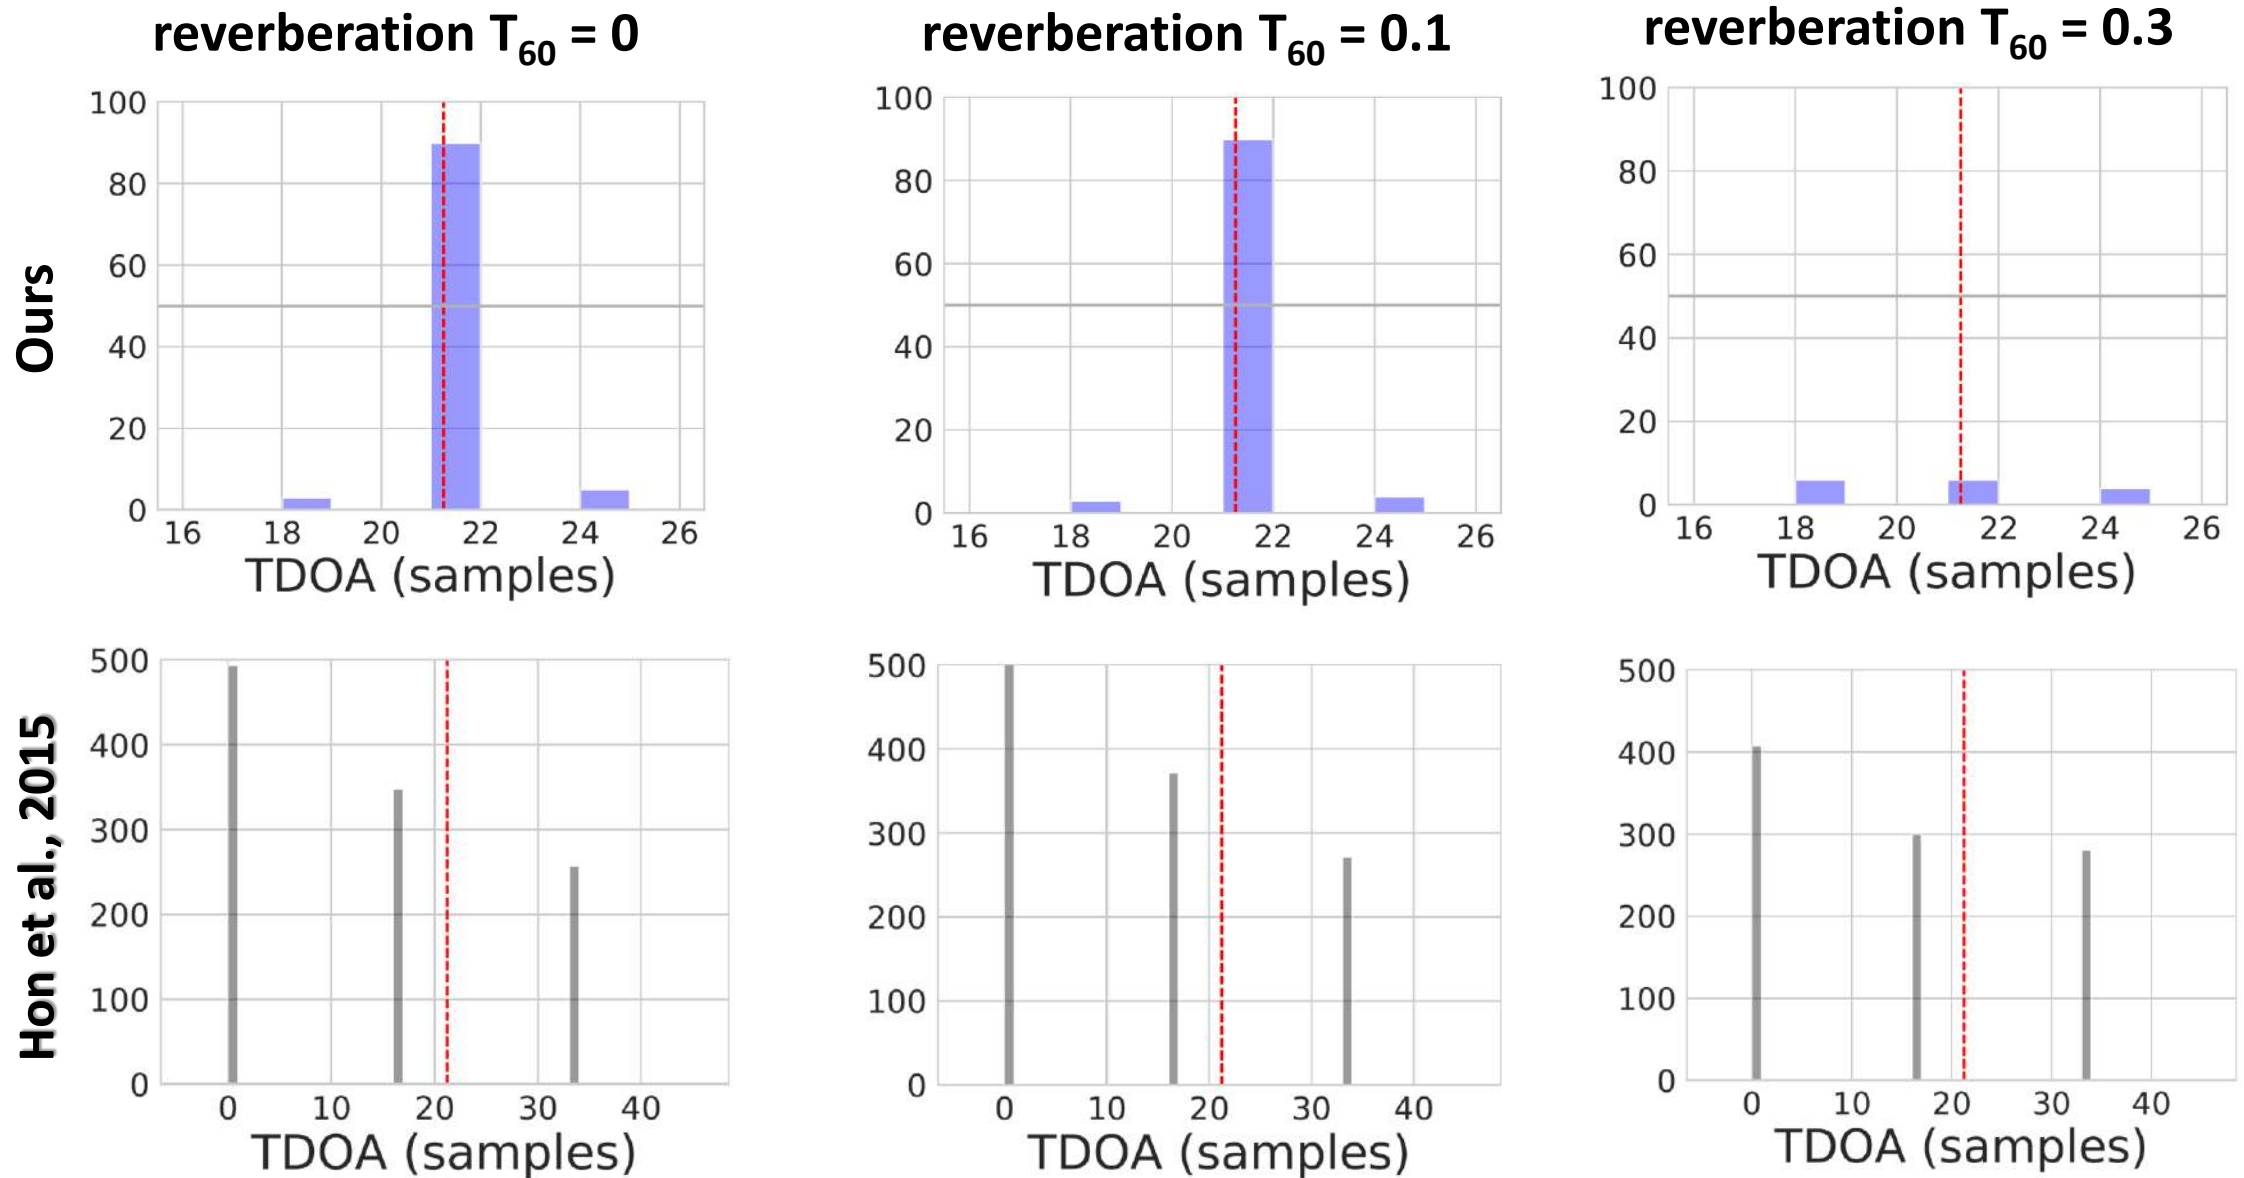 reverberation T60 = 0
reverberation T60 = 0.1
reverberation T60 = 0.3
Ours
100
80
60
40
20
0
16 18 20 22 24 26
TDOA (samples)
100
80
60
40
20
0
16 18 20 22 24 26
TDOA (samples)
100
80
60
40
20
0
16 18 20 22 24 26
TDOA (samples)
Hon et al., 2015
500
400
300
200
100
0
0 10 20 30 40
TDOA (samples)
500
400
300
200
100
0
0 10 20 30 40
TDOA (samples)
500
400
300
200
100
0
0 10 20 30 40
TDOA (samples)